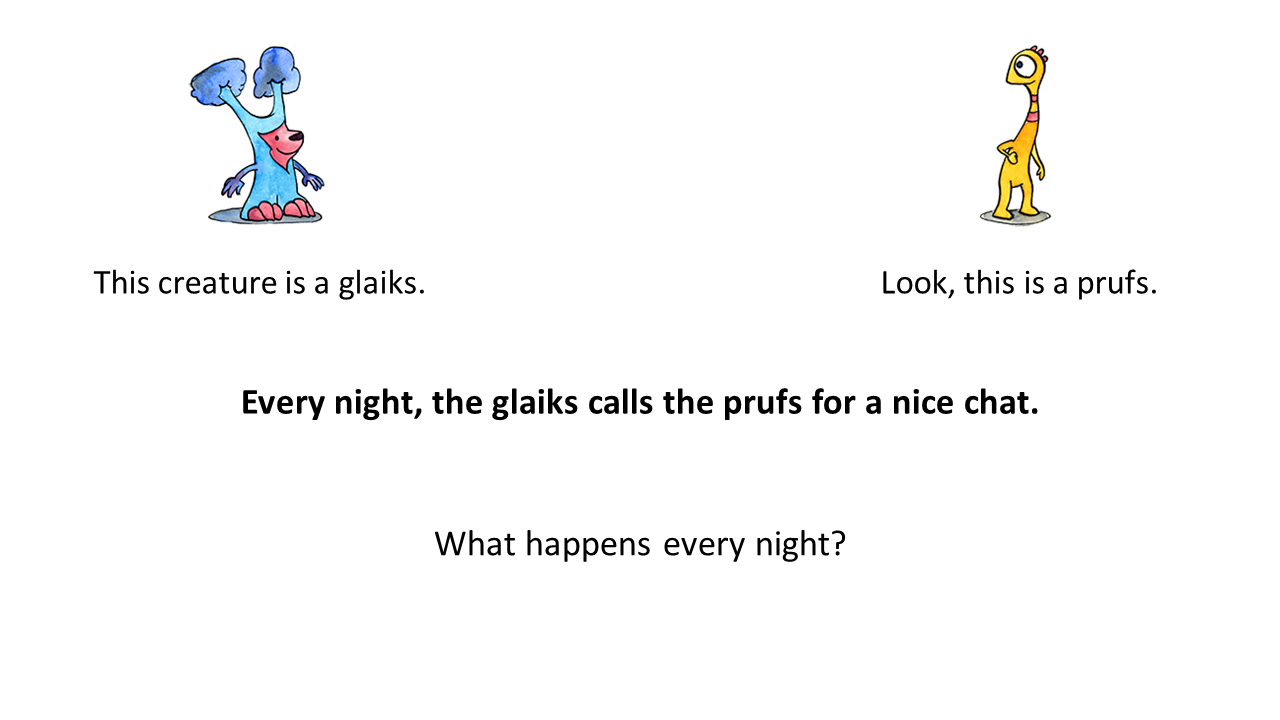 This creature is a glaiks.
Look, this is a prufs.
Every night, the glaiks calls the prufs for a nice chat.
What happens every night?